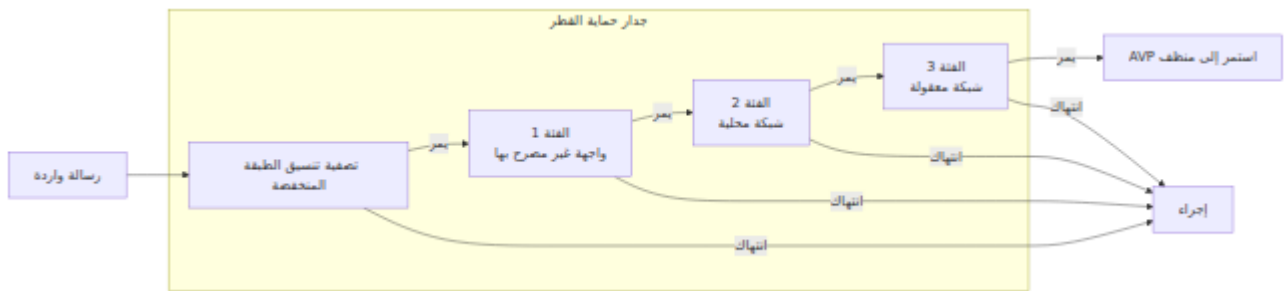 جدار حماية القطر
رسالة واردة
تصفية تنسيق الطبقة
المنخفضة
يمر
الفئة 1
واجهة غير مصرح بها
يمر
الفئة 2
شبكة محلية
يمر
الفئة 3
شبكة معقولة
يمر
استمر إلى منظف AVP
انتهاك
انتهاك
انتهاك
انتهاك
إجراء